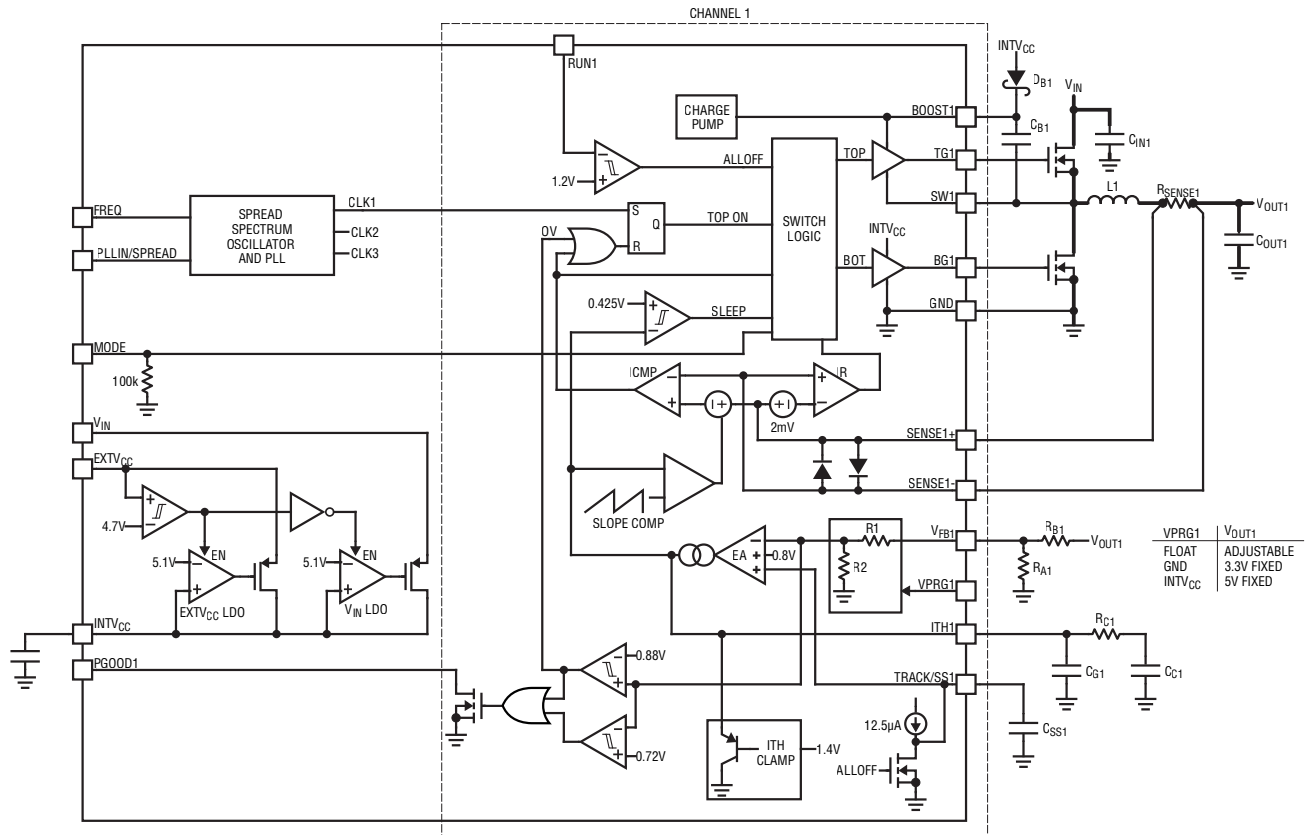 CHANNEL 1
RUN1
INTVCC
DB1
VIN
CHARGE
PUMP
BOOST1
CB1
CIN1
ALLOFF
TOP
TG1
1.2V
L1
RSENSE1
FREQ
SPREAD
SPECTRUM
OSCILLATOR
AND PLL
CLK1
CLK2
CLK3
S
Q
R
TOP ON
SWITCH
LOGIC
SW1
VOUT1
COUT1
OV
INTVCC
PLLIN/SPREAD
BOT
BG1
0.425V
SLEEP
GND
MODE
100k
ICMP
IR
2mV
VIN
SENSE1+
EXTVCC
SENSE1-
4.7V
SLOPE COMP
5.1V
EN
EXTVCC LDO
5.1V
EN
VIN LDO
EA
0.8V
R1
R2
VFB1
RB1
VOUT1
RA1
VPRG1 VOUT1
FLOAT ADJUSTABLE
GND 3.3V FIXED
INTVCC 5V FIXED
VPRG1
INTVCC
ITH1
RC1
CG1
CC1
PGOOD1
0.88V
0.72V
TRACK/SS1
12.5µA
CSS1
ITH
CLAMP
1.4V
ALLOFF